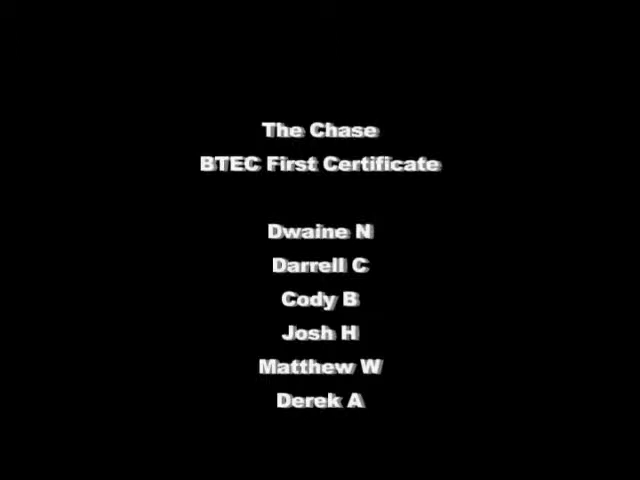 The Chase
BTEC First Certificate
Dwaine N
Darrell C
Cody B
Josh H
Matthew W
Derek A